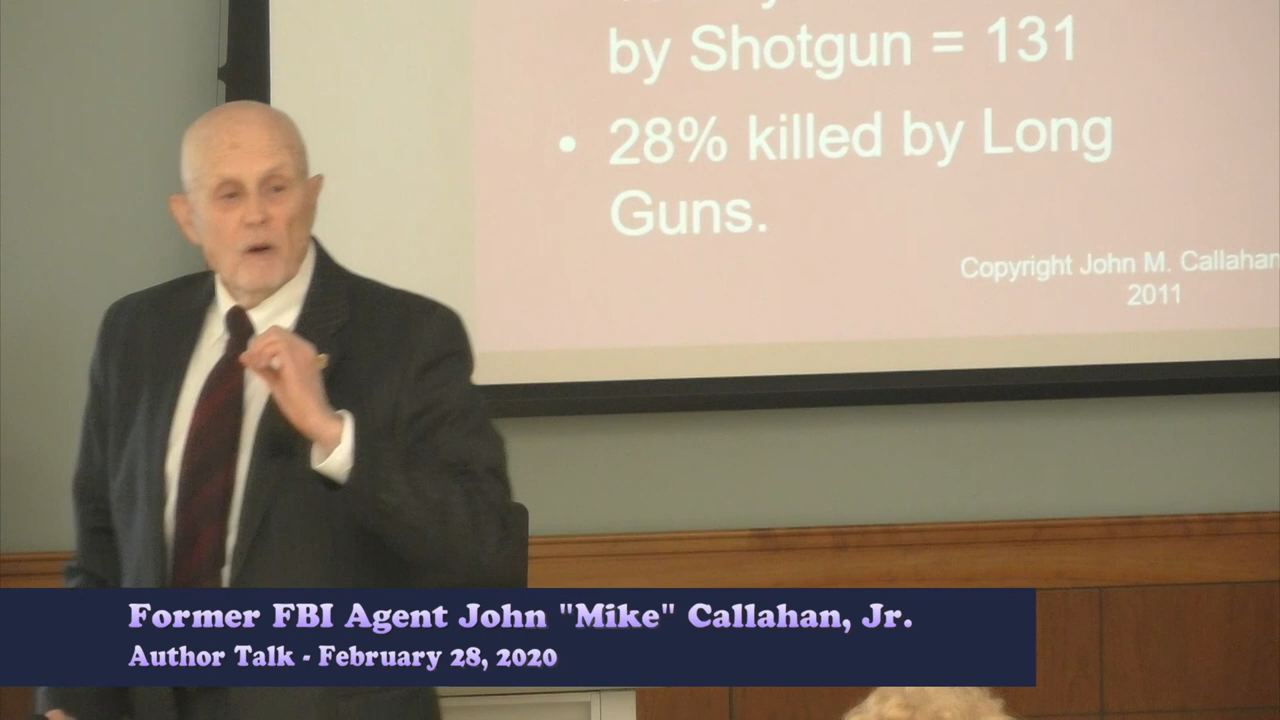 by Shotgun = 131
• 28% killed by Long
Guns.
Copyright John M. Callahan
2011
Former FBI Agent John "Mike" Callahan, Jr.
Author Talk - February 28, 2020